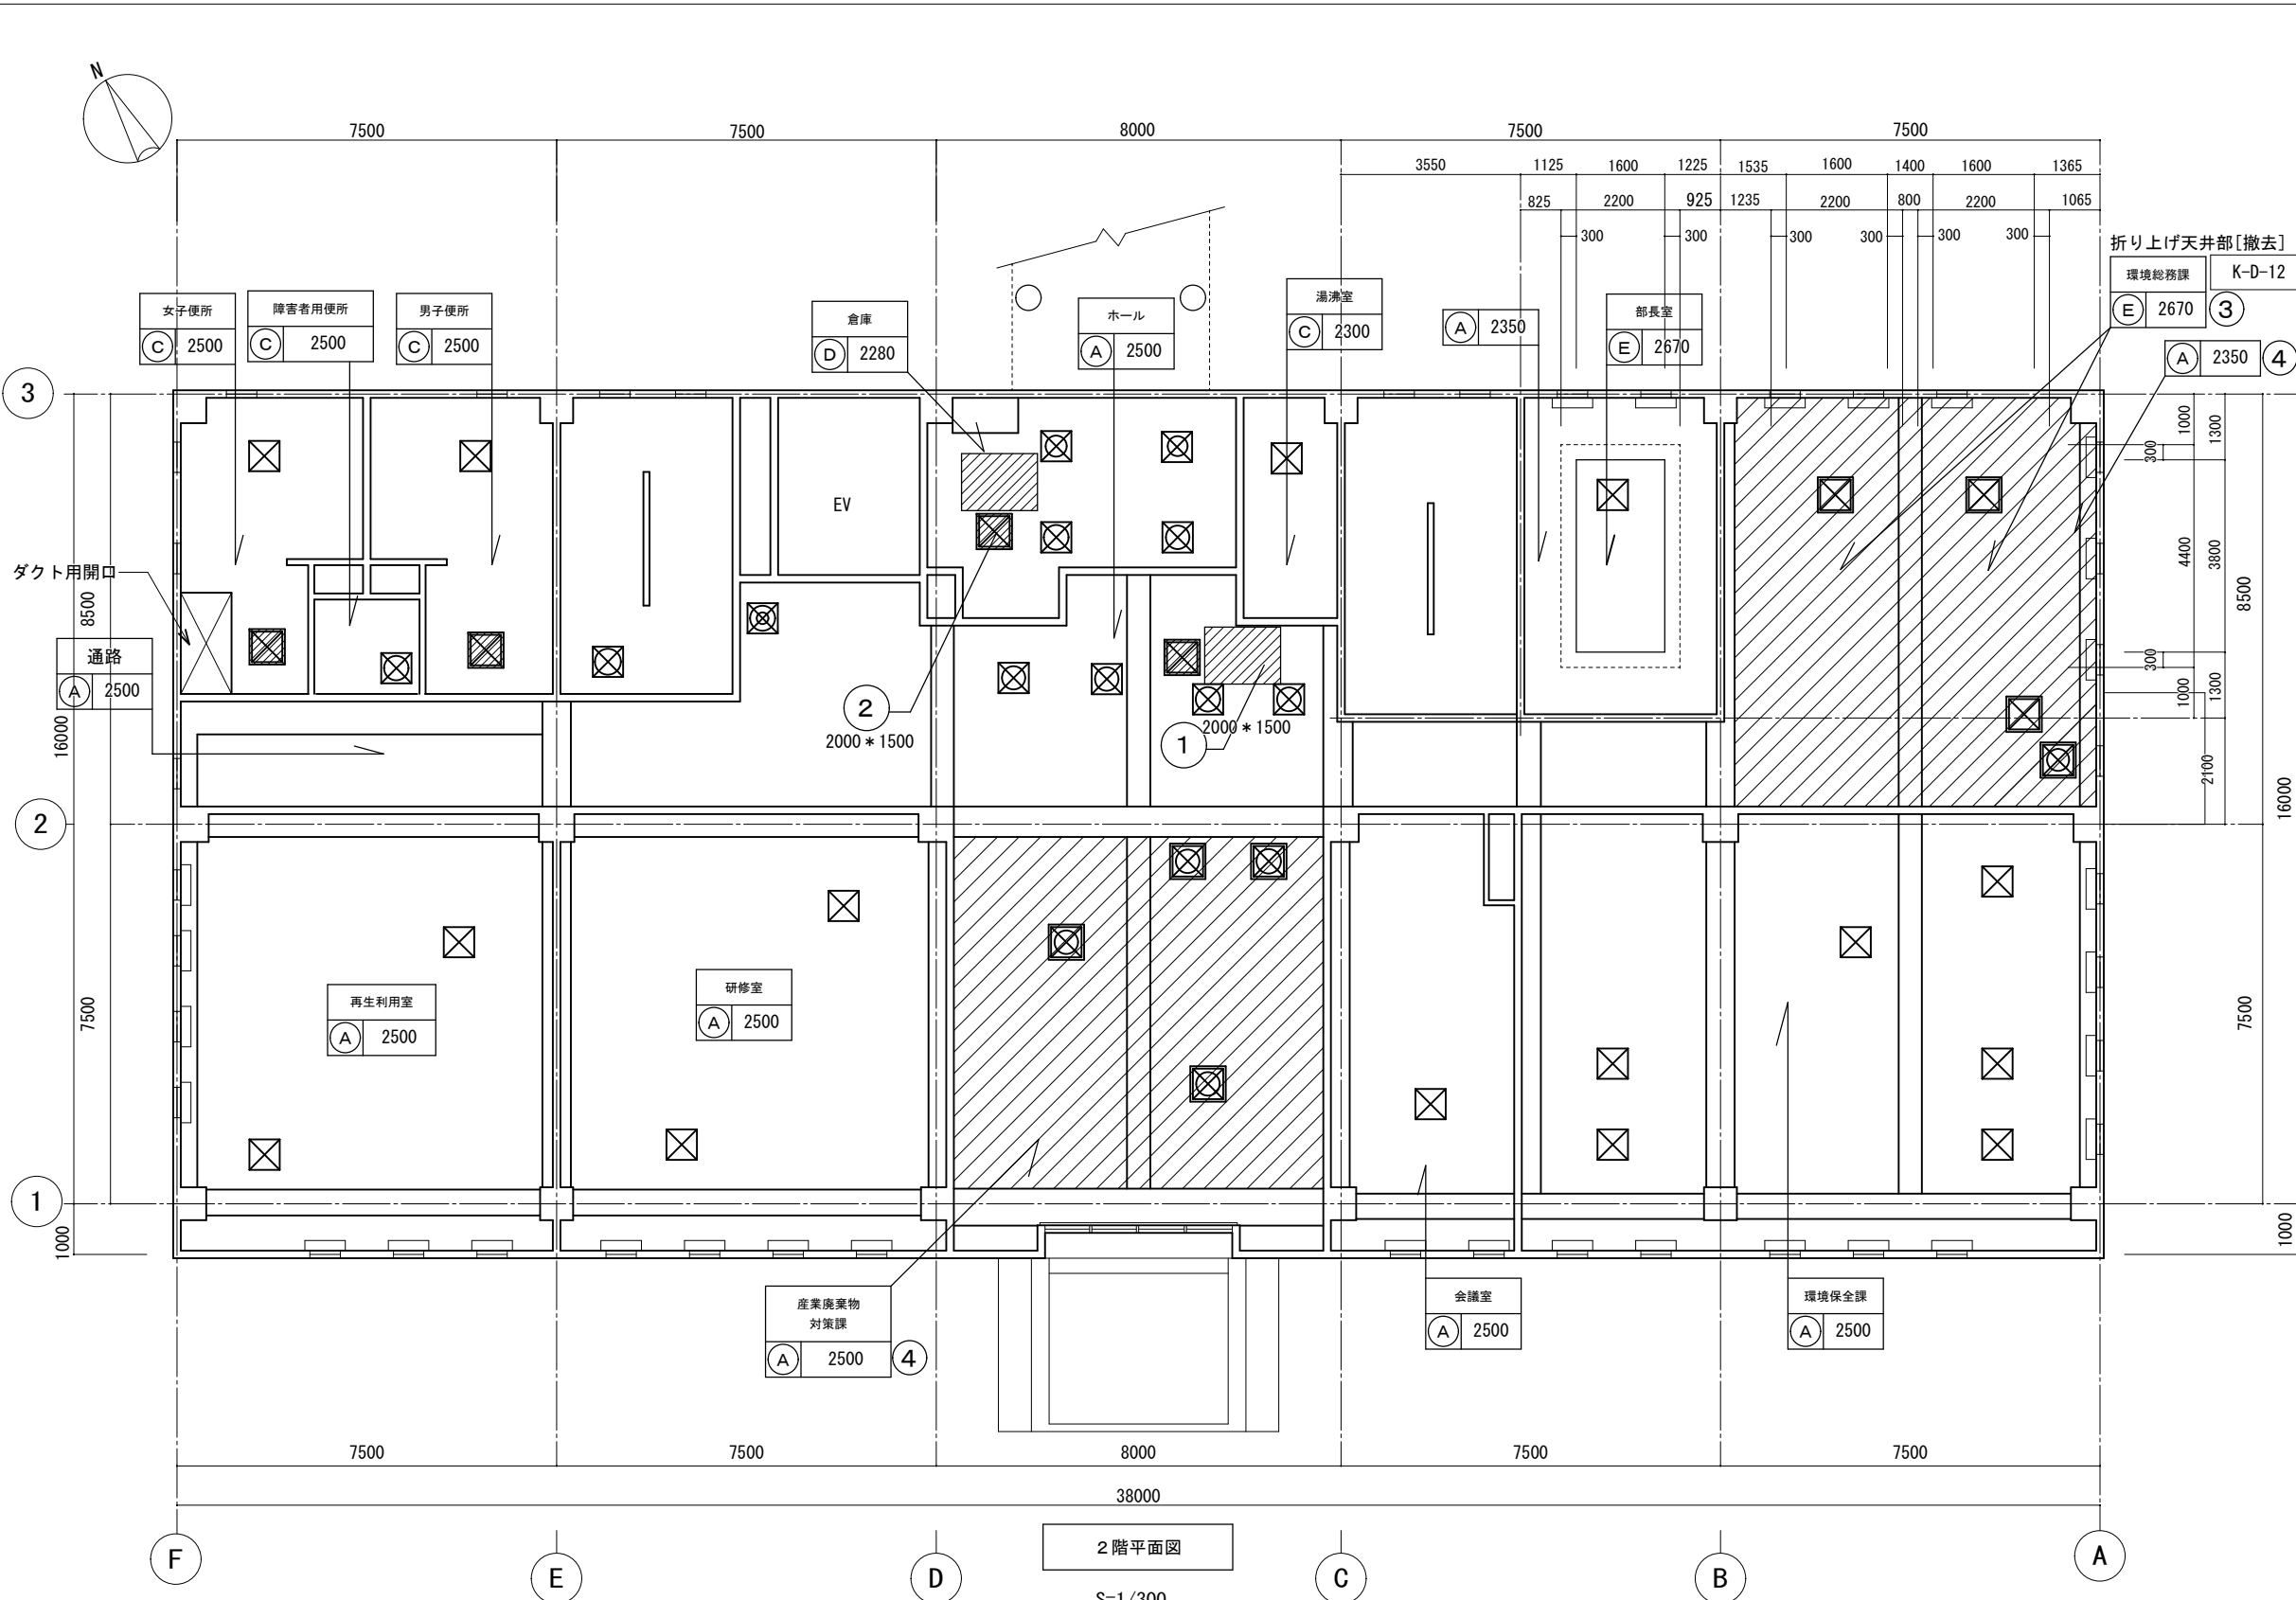 N
7500
7500
8000
7500
7500
3550
1125
1600
1225
1535
1600
1400
1600
1365
825
2200
925
1235
2200
800
2200
1065
300
300
300
300
300
300
折り上げ天井部[撤去]
環境総務課
K-D-12
E 2670
3
A 2350
4
女子便所
C 2500
障害者用便所
C 2500
男子便所
C 2500
倉庫
D 2280
ホール
A 2500
湯沸室
C 2300
A 2350
部長室
E 2670
3
1000
1300
300
EV
4400
3800
8500
ダクト用開口
8500
通路
A 2500
300
1000
1300
2
2000*1500
1
2000*1500
16000
2100
16000
2
再生利用室
A 2500
研修室
A 2500
7500
7500
1
1000
1000
産業廃棄物
対策課
A 2500
4
会議室
A 2500
環境保全課
A 2500
7500
7500
8000
7500
7500
38000
2階平面図
S=1/300
F
E
D
C
B
A